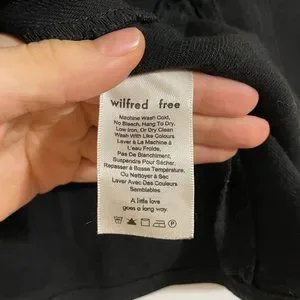 wilfred free
Machine Wash Cold,
No Bleach, Hang To Dry,
Low Iron, Or Dry Clean
Wash With Like Colours
Laver À La Machine À
L'eau Froide,
Pas De Blanchiment,
Suspendre Pour Sécher,
Repasser À Basse Température,
Ou Nettoyer À Sec
Laver Avec Des Couleurs
Semblables
A little love
goes a long way.